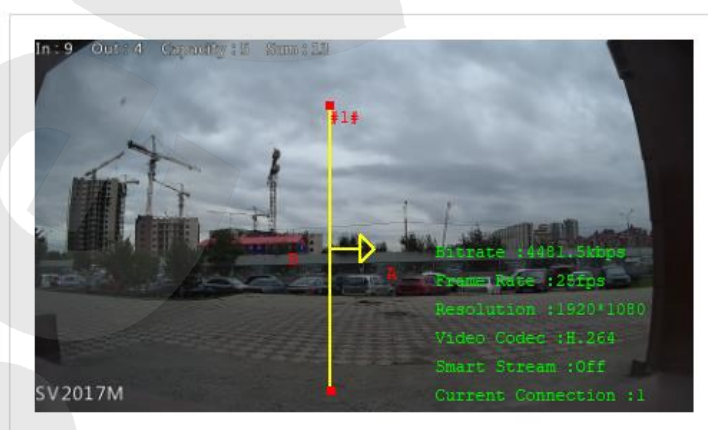 In:9 Out:4 Capacity:5 Sum:13
#1#
B
A
Bitrate :4481.5kbps
Frame Rate :25fps
Resolution :1920*1080
Video Codec :H.264
Smart Stream :Off
Current Connection :1
SV2017M